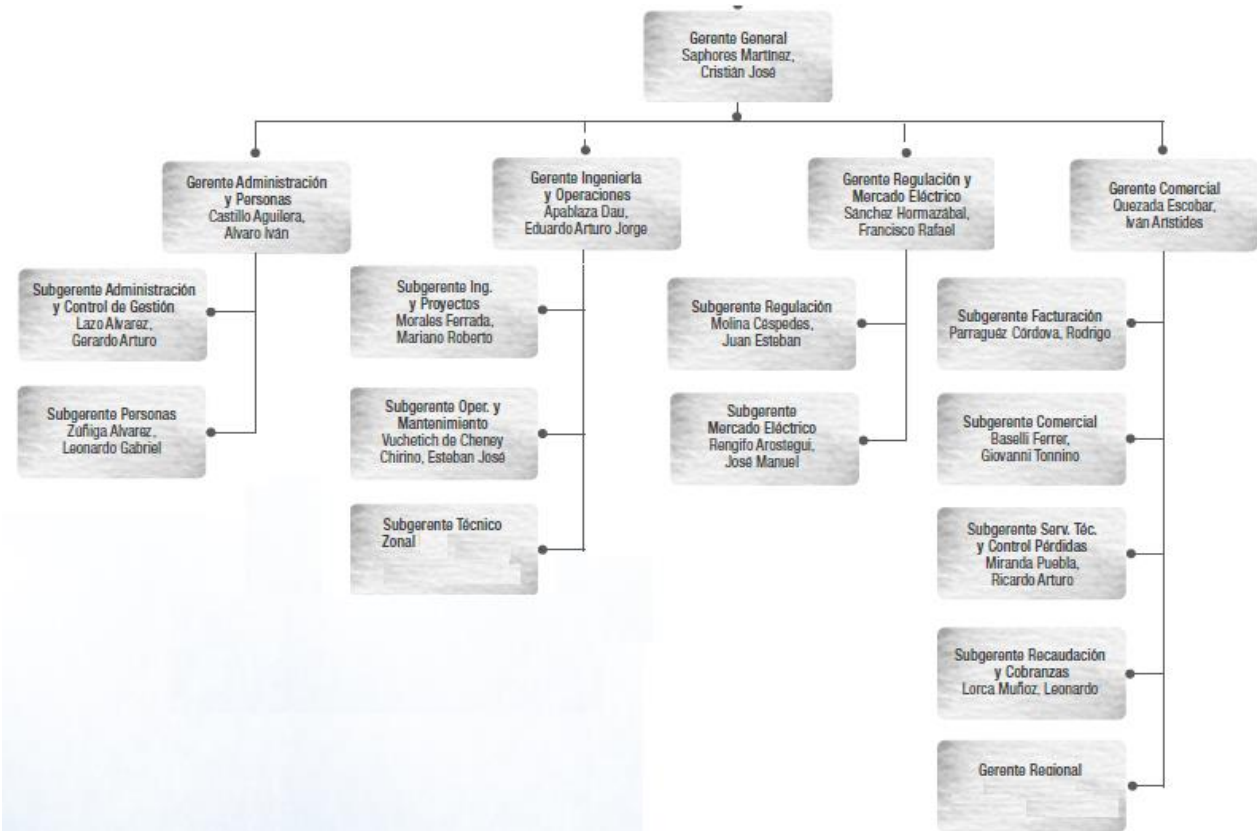 Gerente General
Saphores Martínez,
Cristián José
Gerente Administración
y Personas
Castillo Aguilera,
Alvaro Iván
Gerente Ingeniería
y Operaciones
Apablaza Dau,
Eduardo Arturo Jorge
Gerente Regulación y
Mercado Eléctrico
Sánchez Hormazábal,
Francisco Rafael
Gerente Comercial
Quezada Escobar,
Iván Arístides
Subgerente Administración
y Control de Gestión
Lazo Alvarez,
Gerardo Arturo
Subgerente Personas
Zúñiga Alvarez,
Leonardo Gabriel
Subgerente Ing.
y Proyectos
Morales Ferrada,
Mariano Roberto
Subgerente Oper. y
Mantenimiento
Vuchetich de Cheney
Chirino, Esteban José
Subgerente Técnico
Zonal
Subgerente Regulación
Molina Céspedes,
Juan Esteban
Subgerente
Mercado Eléctrico
Rengifo Arostegui,
José Manuel
Subgerente Facturación
Parraguéz Córdova, Rodrigo
Subgerente Comercial
Baselli Ferrer,
Giovanni Tonnino
Subgerente Serv. Téc.
y Control Pérdidas
Miranda Puebla,
Ricardo Arturo
Subgerente Recaudación
y Cobranzas
Lorca Muñoz, Leonardo
Gerente Regional